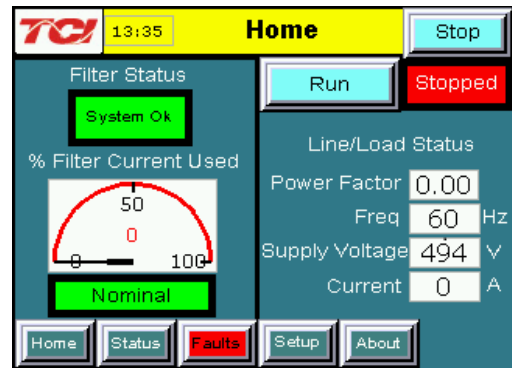 TCI 13:35 Home Stop
Filter Status
System Ok
% Filter Current Used
50
0
0 100
Nominal
Run Stopped
Line/Load Status
Power Factor 0.00
Freq 60 Hz
Supply Voltage 494 V
Current 0 A
Home Status Faults Setup About